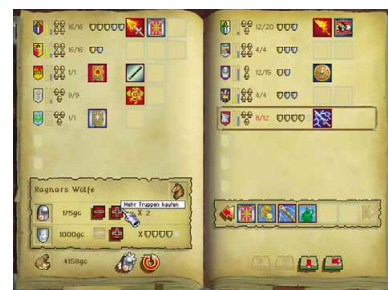 16/16
16/16
1/1
9/9
1/1
Ragnars Wölfe
Mehr Truppen kaufen
175gc X 2
1000gc X
4158gc
12/20
4/4
12/15
4/4
8/12